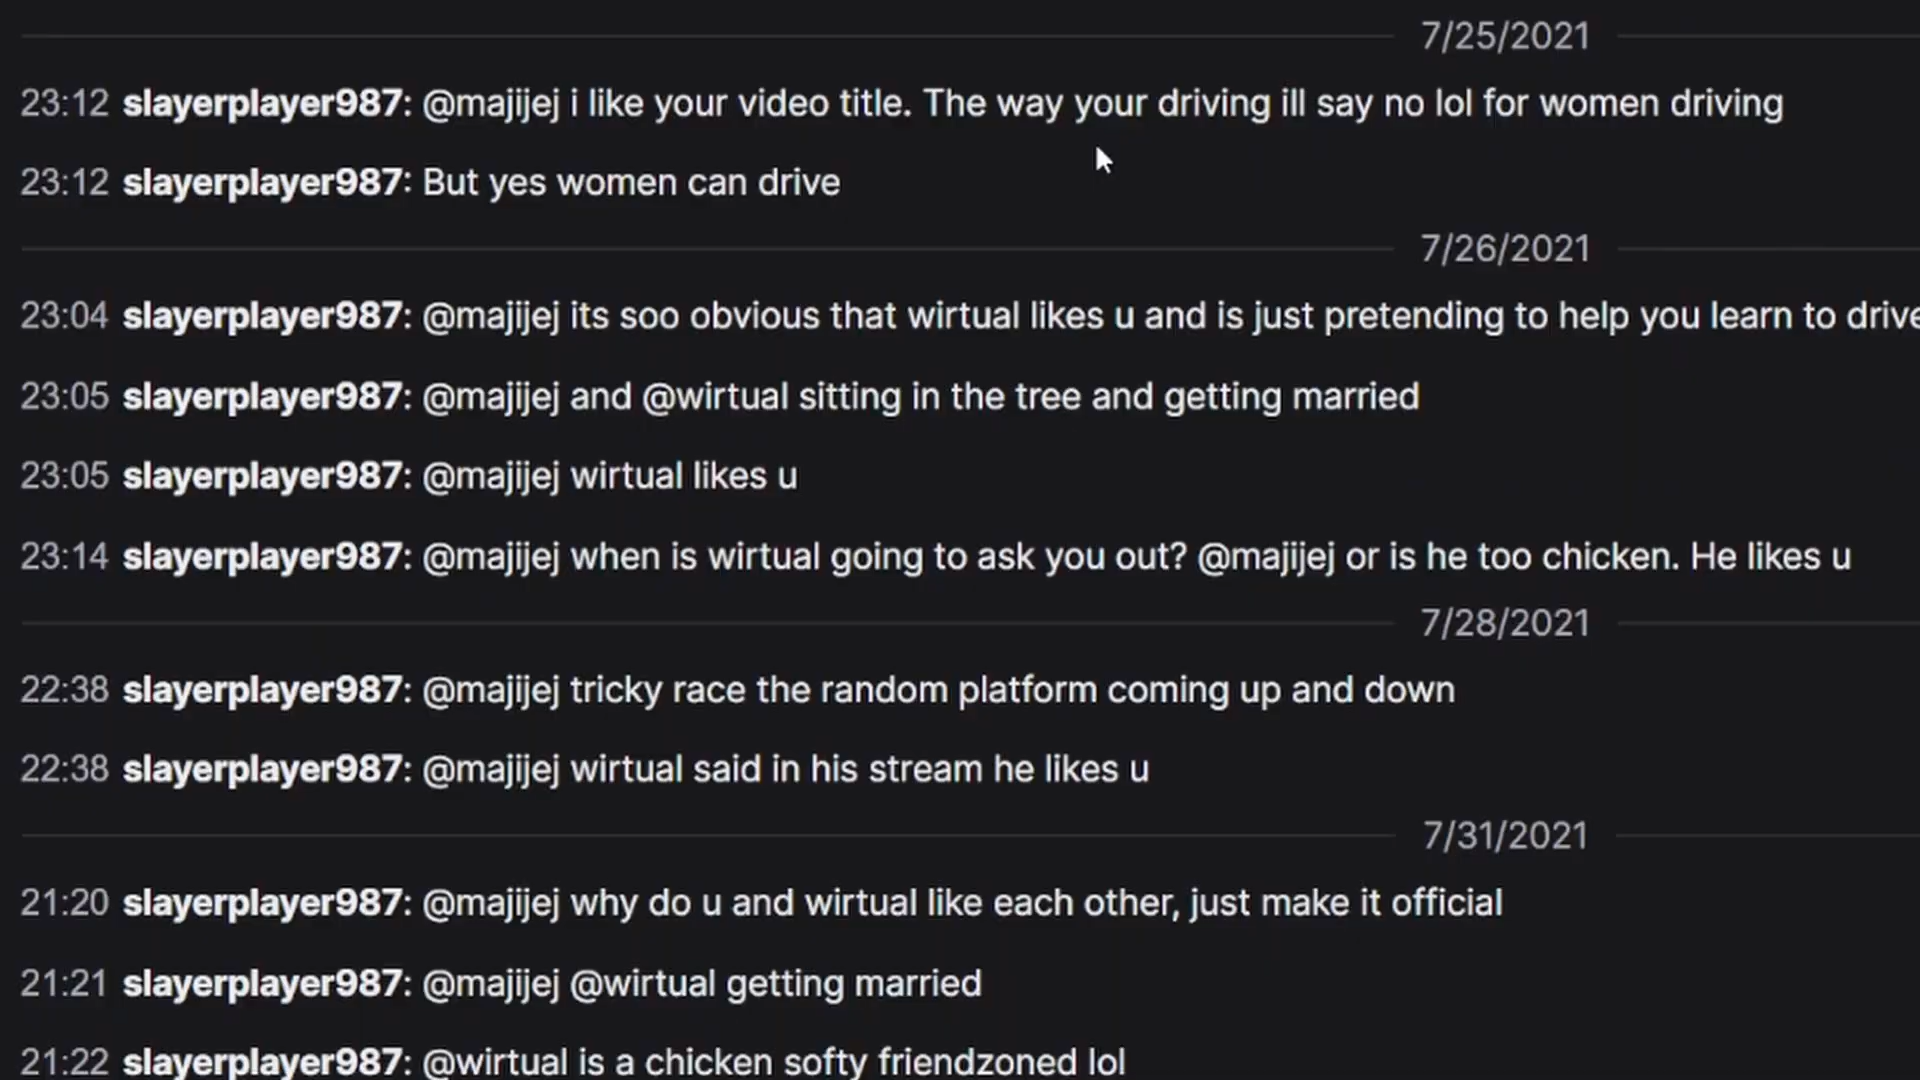 7/25/2021
23:12 slayerplayer987: @majijej i like your video title. The way your driving ill say no lol for women driving
23:12 slayerplayer987: But yes women can drive
7/26/2021
23:04 slayerplayer987: @majijej its soo obvious that wirtual likes u and is just pretending to help you learn to drive
23:05 slayerplayer987: @majijej and @wirtual sitting in the tree and getting married
23:05 slayerplayer987: @majijej wirtual likes u
23:14 slayerplayer987: @majijej when is wirtual going to ask you out? @majijej or is he too chicken. He likes u
7/28/2021
22:38 slayerplayer987: @majijej tricky race the random platform coming up and down
22:38 slayerplayer987: @majijej wirtual said in his stream he likes u
7/31/2021
21:20 slayerplayer987: @majijej why do u and wirtual like each other, just make it official
21:21 slayerplayer987: @majijej @wirtual getting married
21:22 slayerplayer987: @wirtual is a chicken softy friendzoned lol